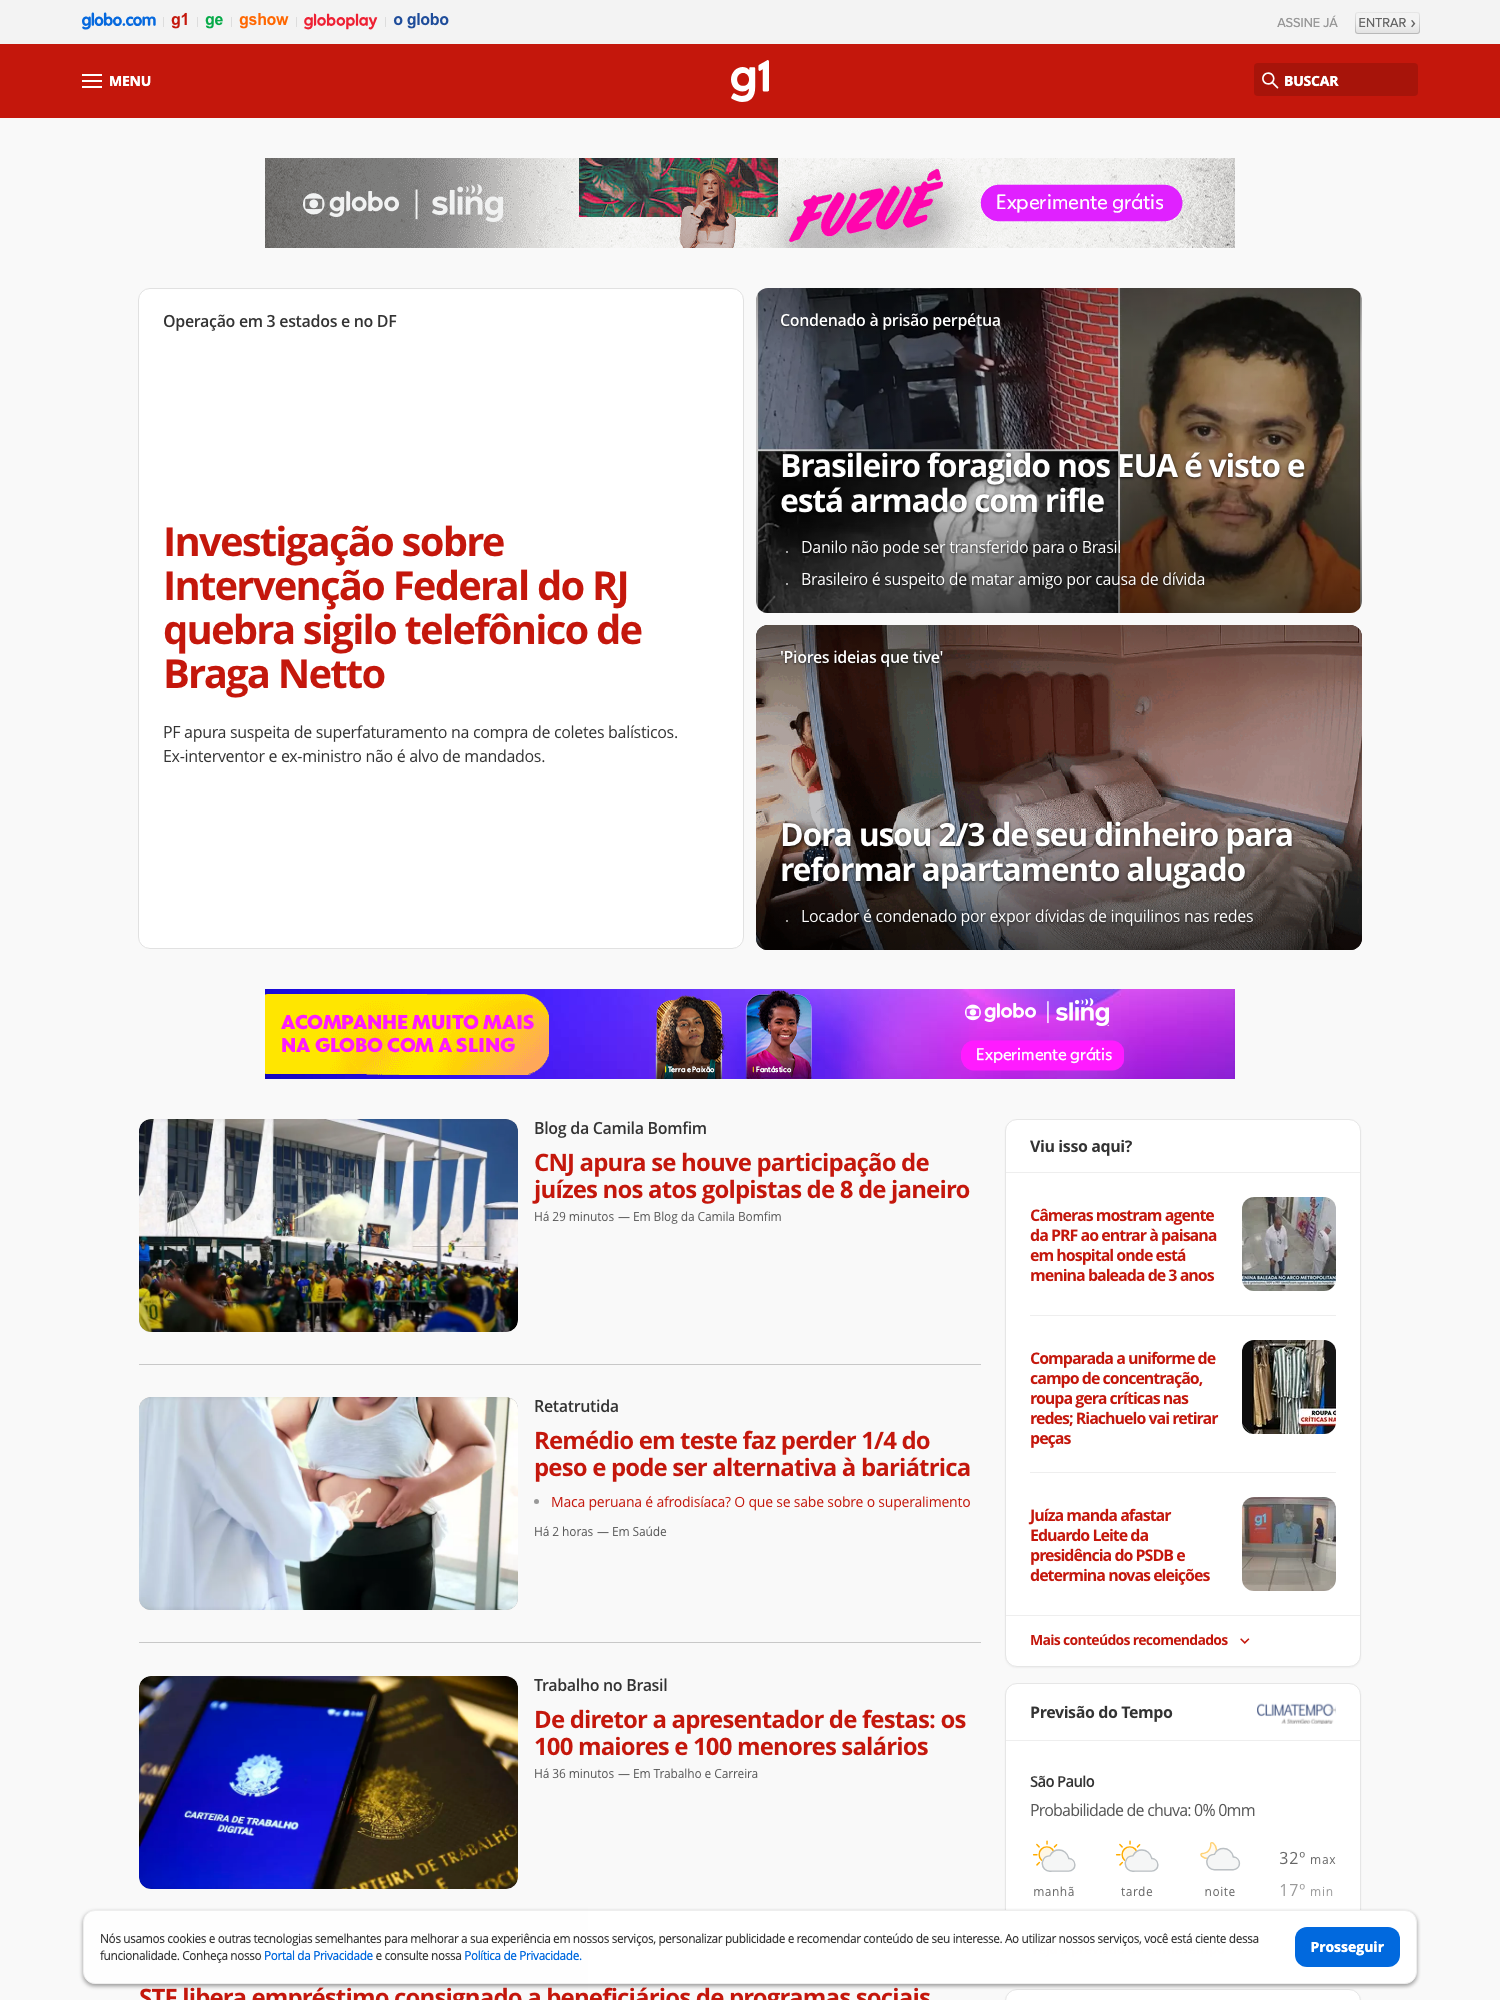 globo.com g1 ge gshow globoplay o globo
ASSINE JÁ ENTRAR ›
MENU
g1
BUSCAR
globo | sling
FUZUÊ
Experimente grátis
Operação em 3 estados e no DF
Investigação sobre
Intervenção Federal do RJ
quebra sigilo telefônico de
Braga Netto
PF apura suspeita de superfaturamento na compra de coletes balísticos.
Ex-interventor e ex-ministro não é alvo de mandados.
Condenado à prisão perpétua
Brasileiro foragido nos EUA é visto e
está armado com rifle
. Danilo não pode ser transferido para o Brasil
. Brasileiro é suspeito de matar amigo por causa de dívida
'Piores ideias que tive'
Dora usou 2/3 de seu dinheiro para
reformar apartamento alugado
. Locador é condenado por expor dívidas de inquilinos nas redes
ACOMPANHE MUITO MAIS
NA GLOBO COM A SLING
Terra e Paixão
Fantástico
globo | sling
Experimente grátis
Blog da Camila Bomfim
CNJ apura se houve participação de
juízes nos atos golpistas de 8 de janeiro
Há 29 minutos — Em Blog da Camila Bomfim
Retatrutida
Remédio em teste faz perder 1/4 do
peso e pode ser alternativa à bariátrica
• Maca peruana é afrodisíaca? O que se sabe sobre o superalimento
Há 2 horas — Em Saúde
CARTEIRA DE TRABALHO
DIGITAL
CARTEIRA DE TRABALHO
Trabalho no Brasil
De diretor a apresentador de festas: os
100 maiores e 100 menores salários
Há 36 minutos — Em Trabalho e Carreira
Viu isso aqui?
Câmeras mostram agente
da PRF ao entrar à paisana
em hospital onde está
menina baleada de 3 anos
ENINA BALEADA NO ARCO METROPOLITAN
Comparada a uniforme de
campo de concentração,
roupa gera críticas nas
redes; Riachuelo vai retirar
peças
ROUPA G
CRÍTICAS NA
Juíza manda afastar
Eduardo Leite da
presidência do PSDB e
determina novas eleições
g1
Mais conteúdos recomendados
Previsão do Tempo
CLIMATEMPO
A StormGeo Company
São Paulo
Probabilidade de chuva: 0% 0mm
manhã tarde noite
32° max
17° min
Nós usamos cookies e outras tecnologias semelhantes para melhorar a sua experiência em nossos serviços, personalizar publicidade e recomendar conteúdo de seu interesse. Ao utilizar nossos serviços, você está ciente dessa
funcionalidade. Conheça nosso Portal da Privacidade e consulte nossa Política de Privacidade.
Prosseguir
STF libera empréstimo consignado a beneficiários de programas sociais